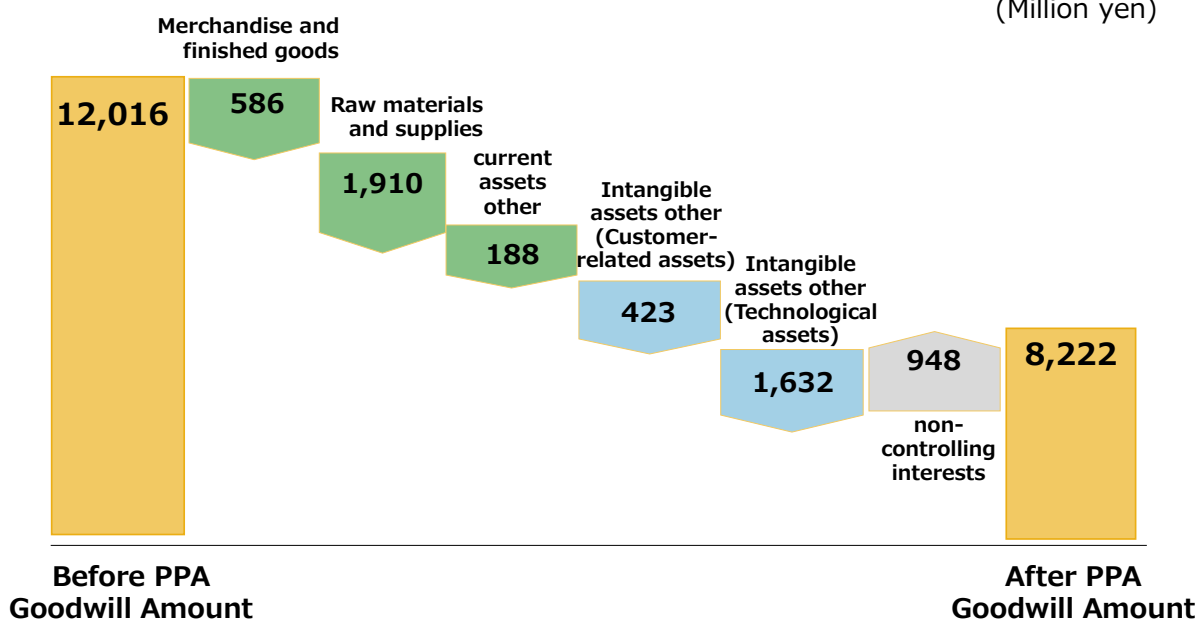 (Million yen)
Merchandise and
finished goods
12,016
586
Raw materials
and supplies
1,910
current
assets
other
188
Intangible
assets other
(Customer-
related assets)
423
Intangible
assets other
(Technological
assets)
1,632
948
non-
controlling
interests
8,222
Before PPA
Goodwill Amount
After PPA
Goodwill Amount